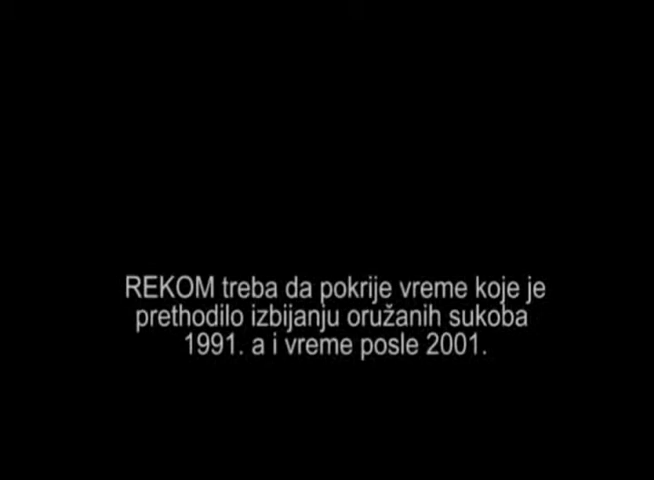 REKOM treba da pokrije vreme koje je
prethodilo izbijanju oružanih sukoba
1991. a i vreme posle 2001.